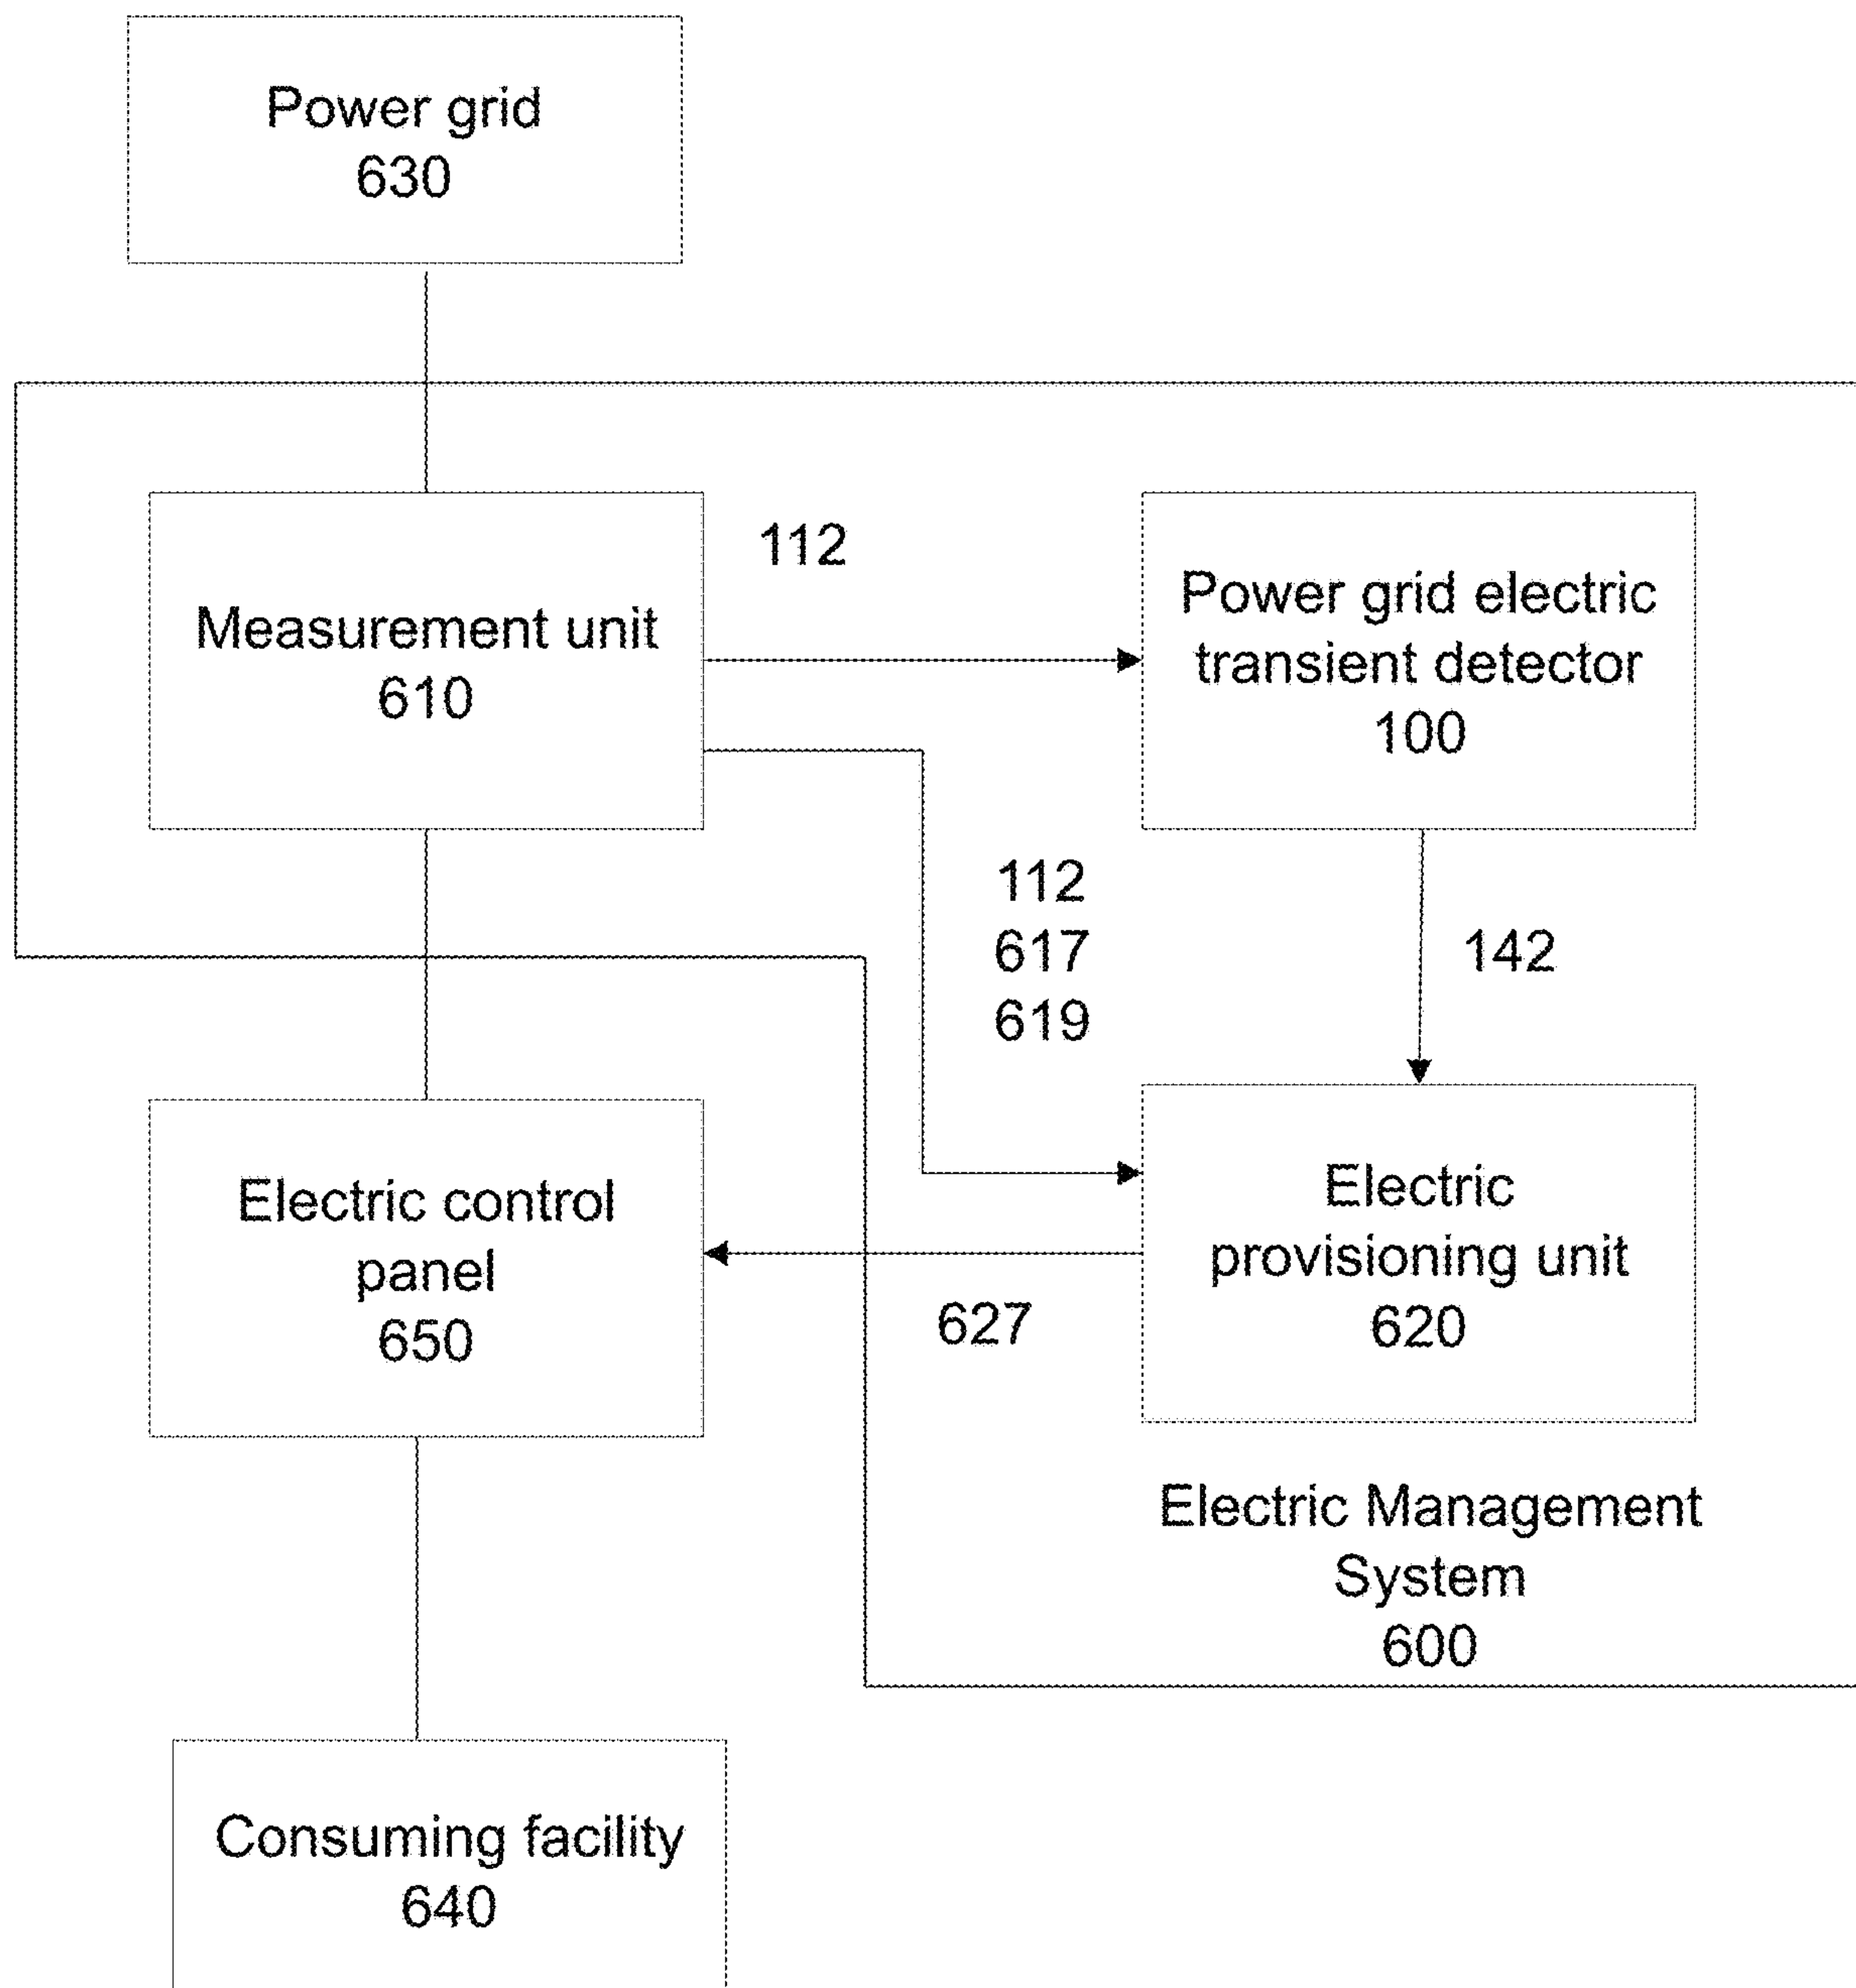 Power grid
630
112
Measurement unit
610
Power grid electric
transient detector
100
112
617
619
142
Electric control
panel
650
627
Electric
provisioning unit
620
Electric Management
System
600
Consuming facility
640